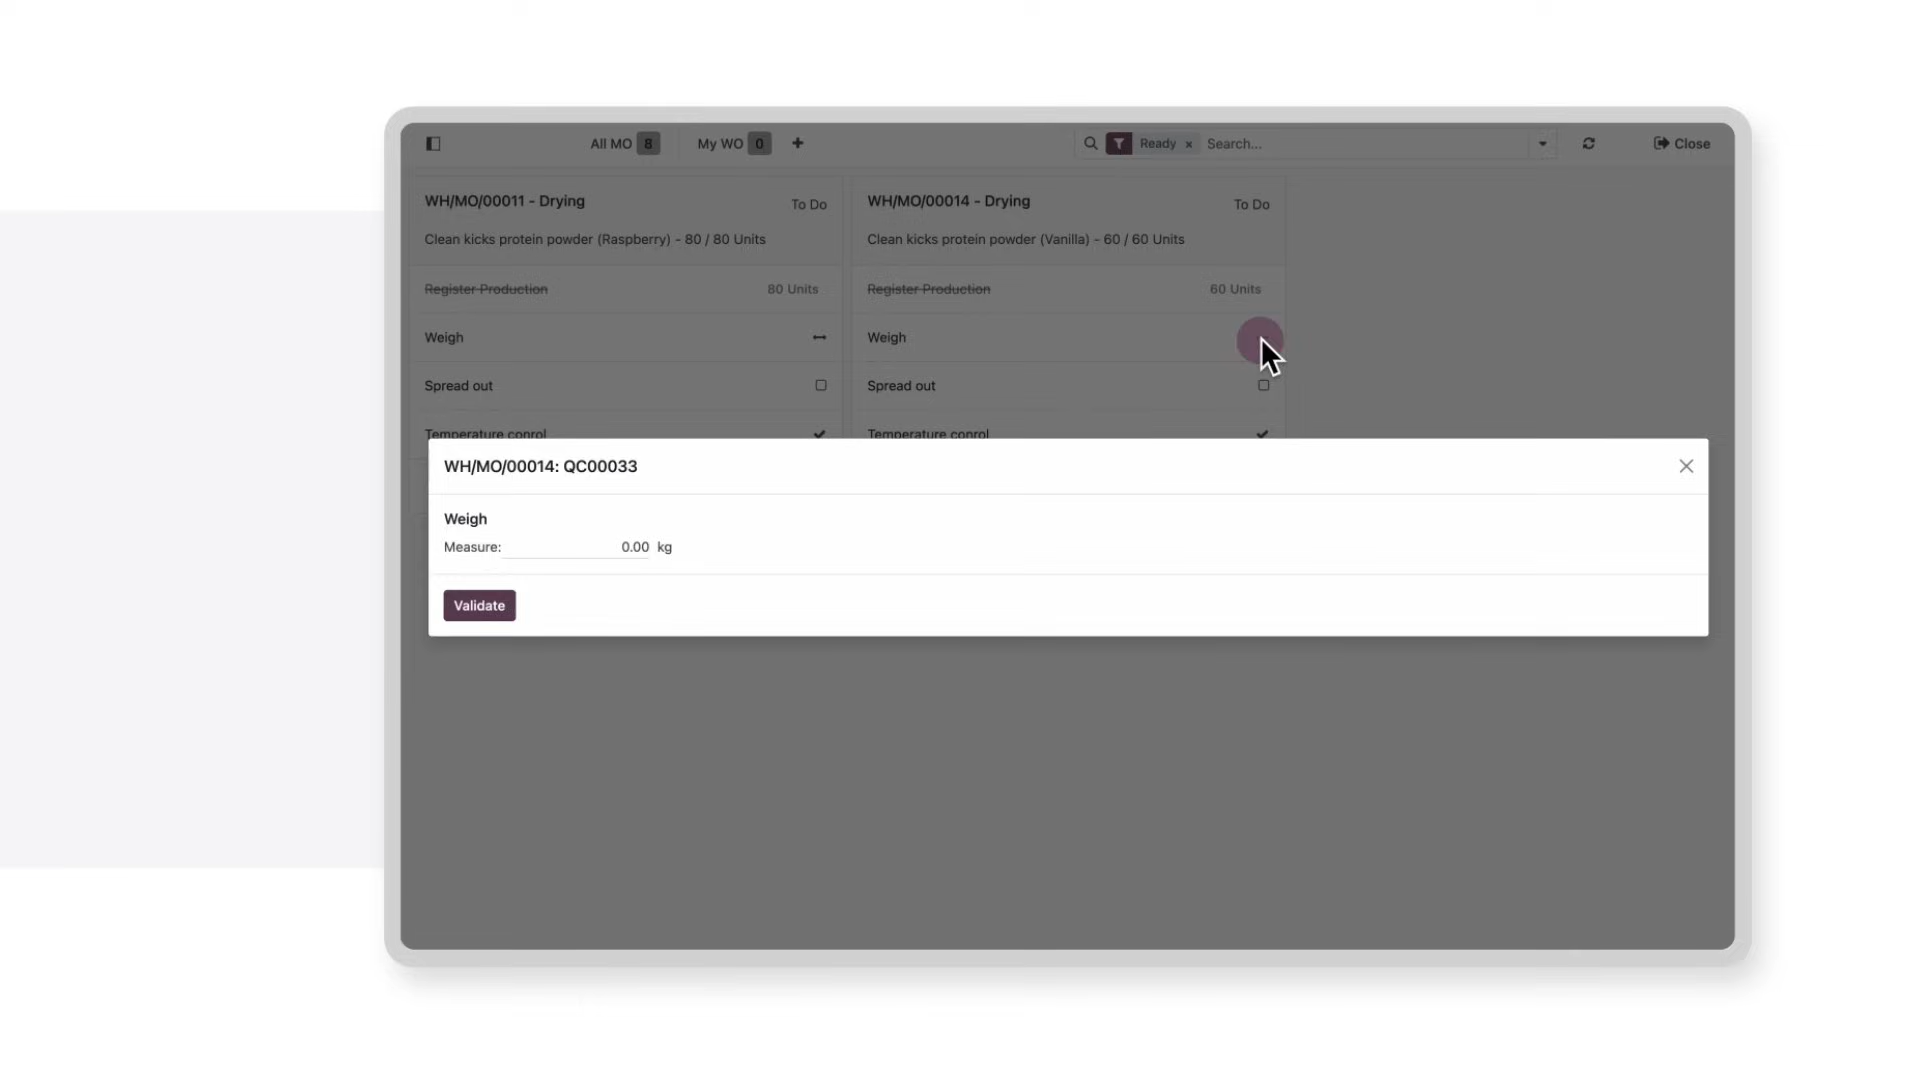 All MO 8 My WO 0 + Ready × Search... Close
WH/MO/00011 - Drying To Do
Clean kicks protein powder (Raspberry) - 80 / 80 Units
Register Production 80 Units
Weigh
Spread out
Temperature conrol
WH/MO/00014 - Drying To Do
Clean kicks protein powder (Vanilla) - 60 / 60 Units
Register Production 60 Units
Weigh
Spread out
Temperature conrol
WH/MO/00014: QC00033
Weigh
Measure: 0.00 kg
Validate